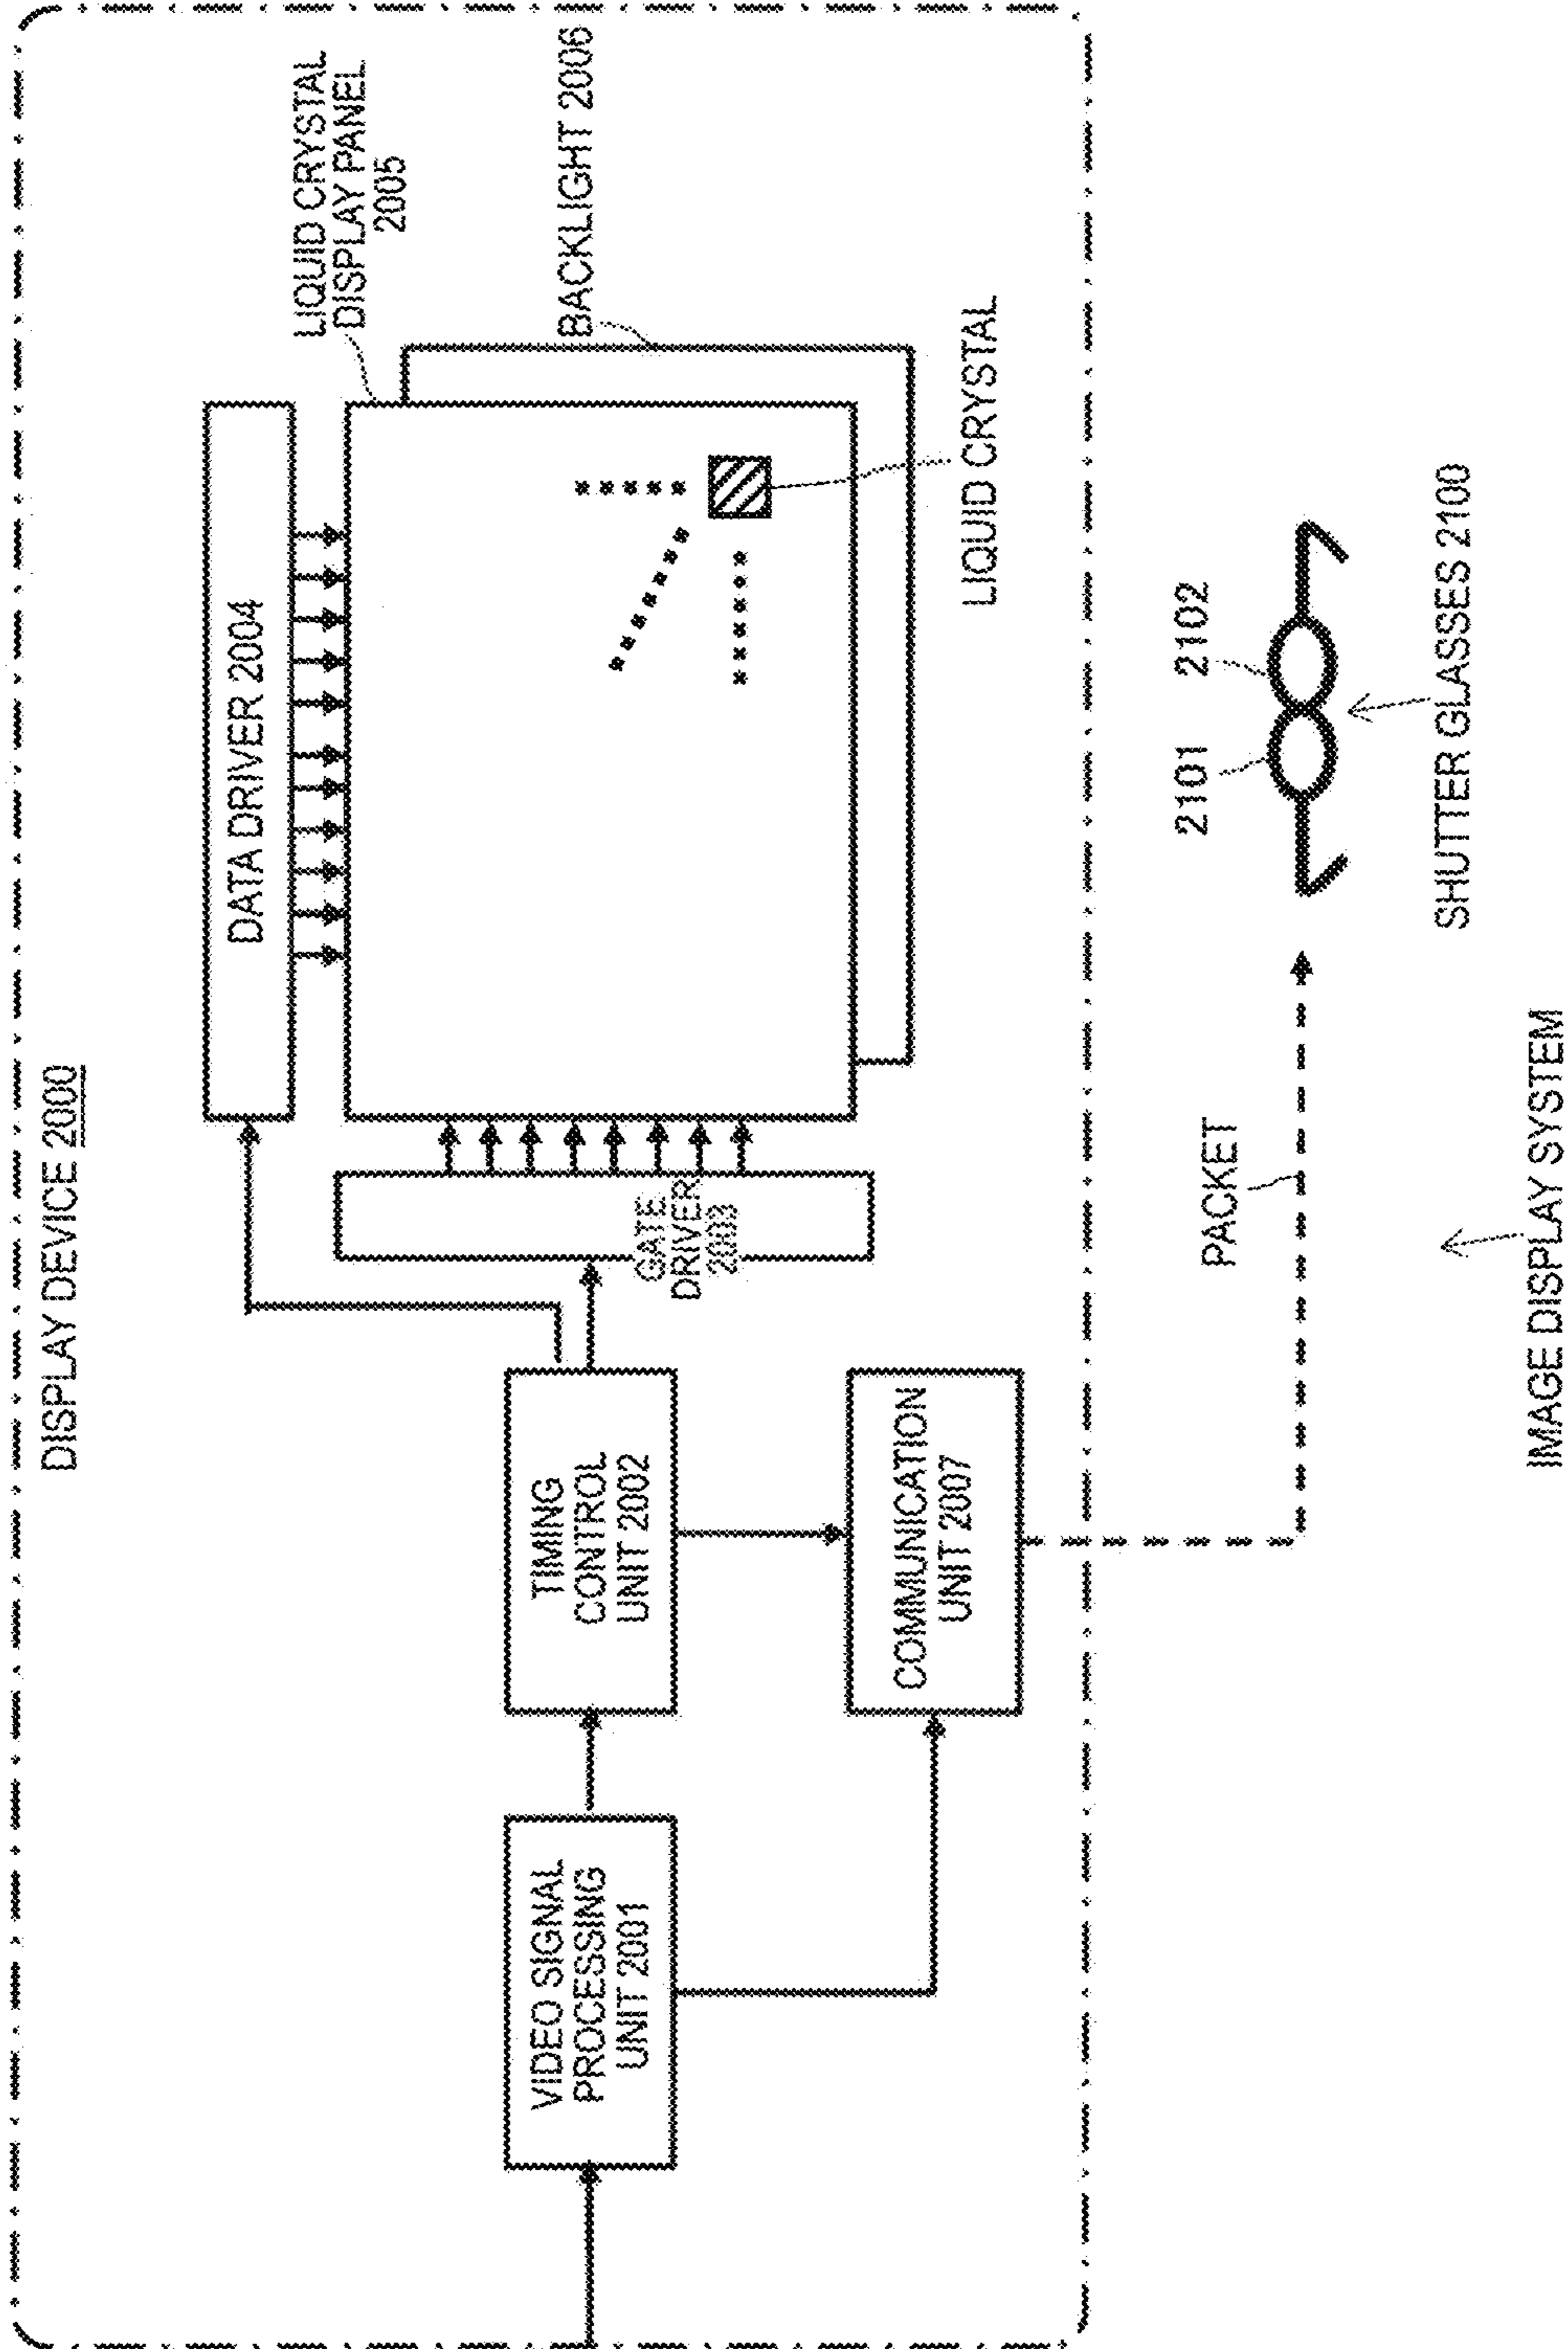 DISPLAY DEVICE 2000
DATA DRIVER 2004
LIQUID CRYSTAL
DISPLAY PANEL
2005
BACKLIGHT 2006
VIDEO SIGNAL
PROCESSING
UNIT 2001
TIMING
CONTROL
UNIT 2002
GATE
DRIVER
2003
COMMUNICATION
UNIT 2007
LIQUID CRYSTAL
PACKET
2101
2102
SHUTTER GLASSES 2100
IMAGE DISPLAY SYSTEM